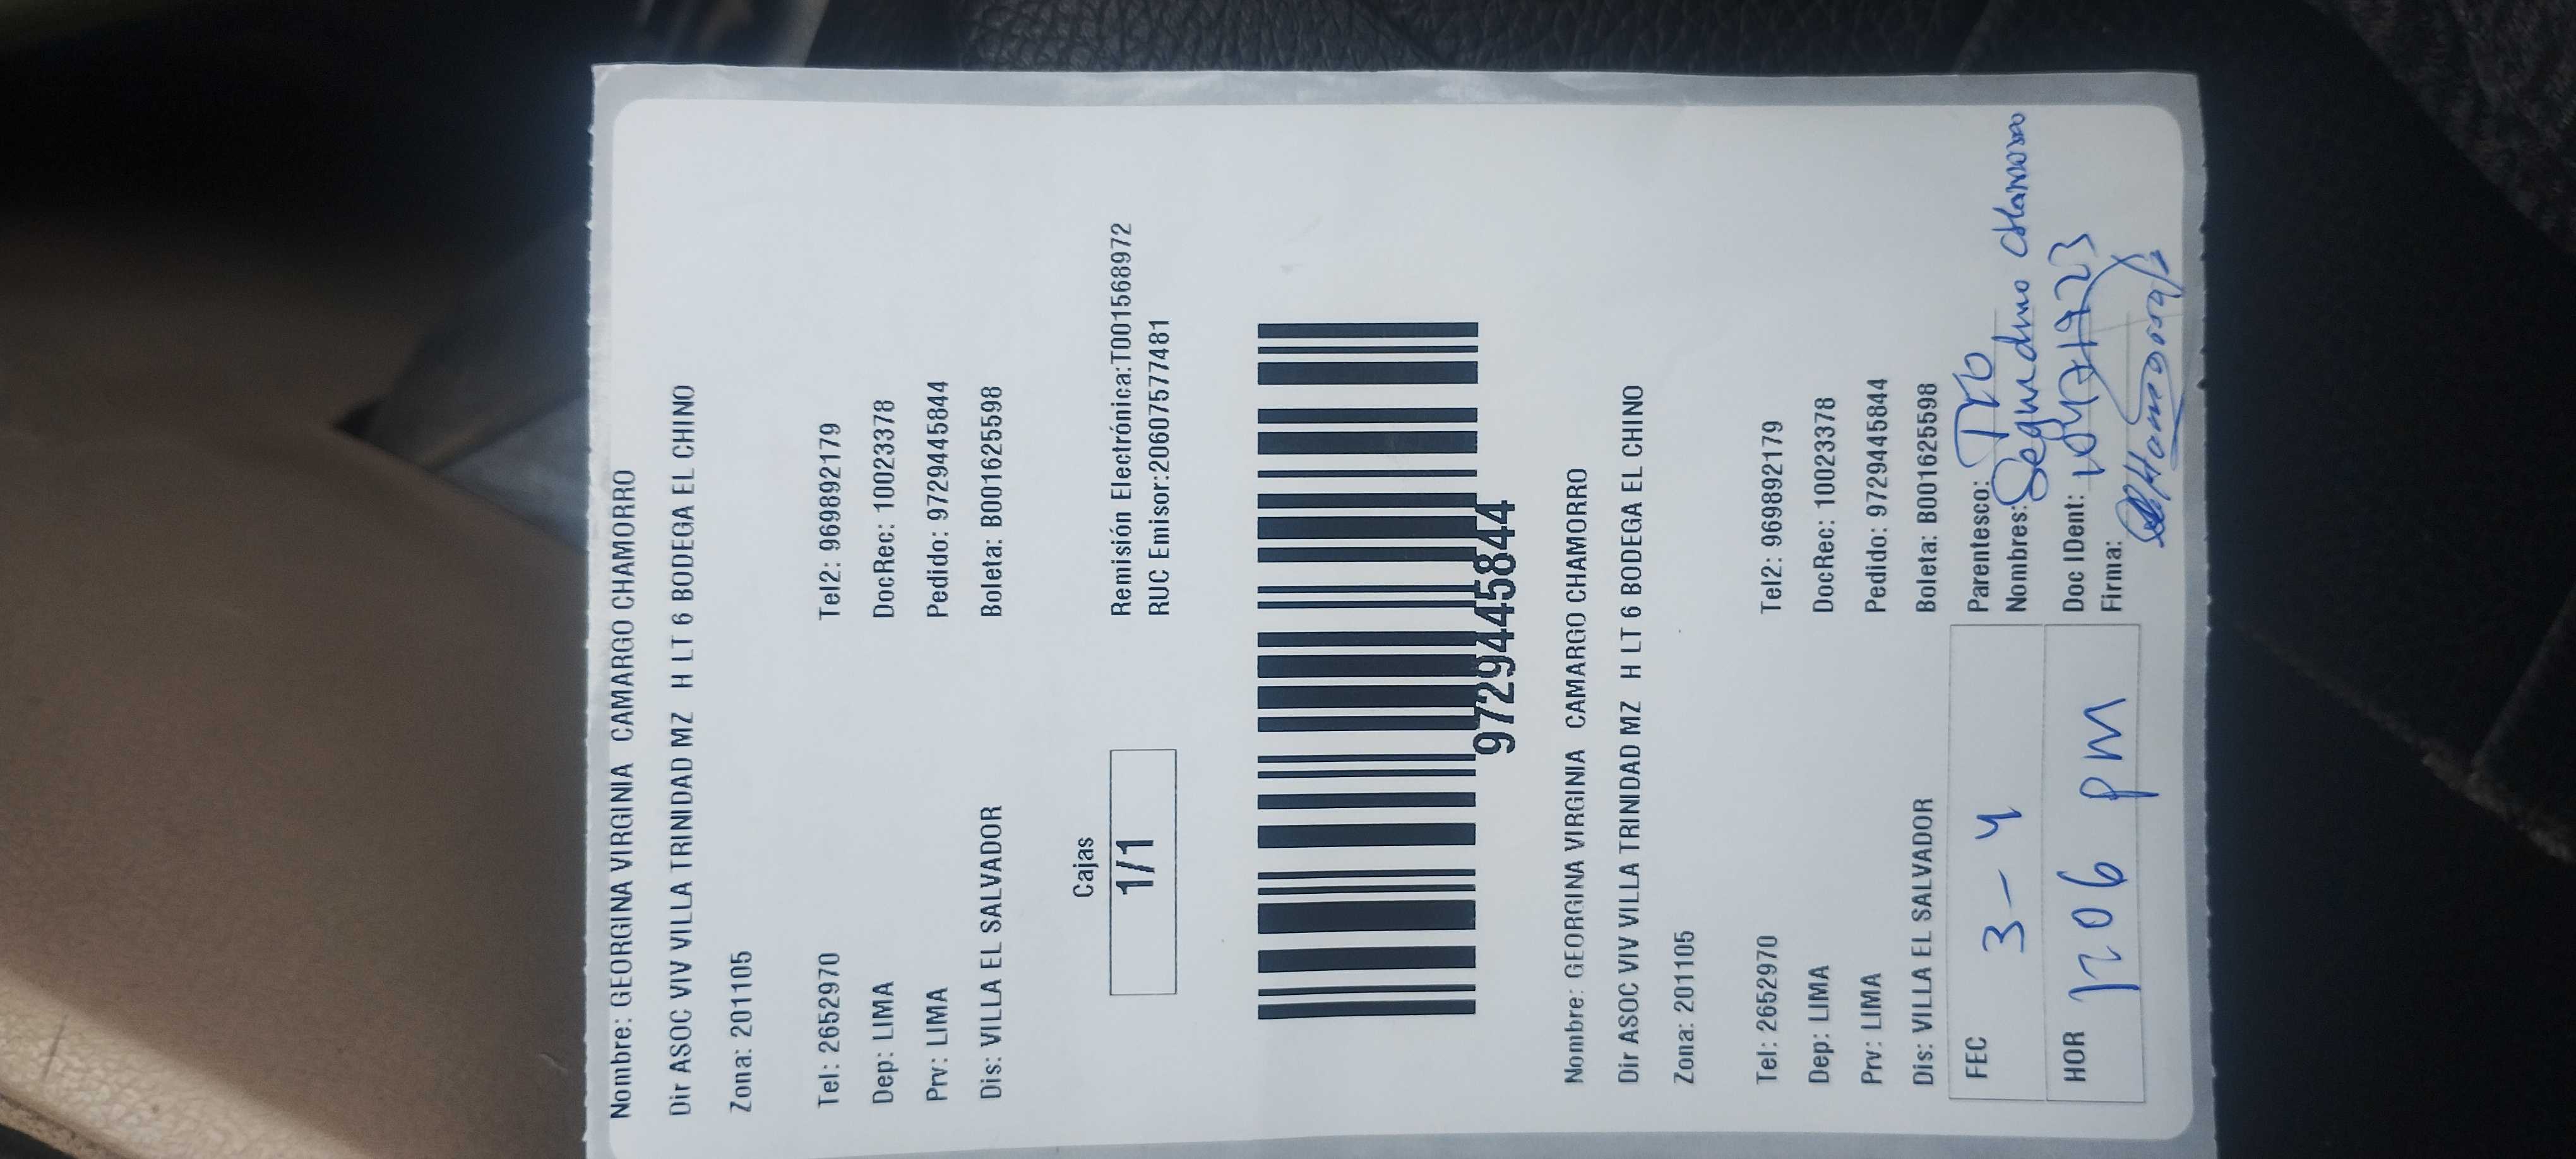 Nombre: GEORGINA VIRGINIA CAMARGO CHAMORRO
Dir ASOC VIV VILLA TRINIDAD MZ H LT 6 BODEGA EL CHINO
Zona: 201105
Tel: 2652970 Tel2: 969892179
Dep: LIMA DocRec: 10023378
Prv: LIMA Pedido: 9729445844
Dis: VILLA EL SALVADOR Boleta: B001625598
Cajas
1/1
Remisión Electrónica:T001568972
RUC Emisor:20607577481
9729445844
Nombre: GEORGINA VIRGINIA CAMARGO CHAMORRO
Dir ASOC VIV VILLA TRINIDAD MZ H LT 6 BODEGA EL CHINO
Zona: 201105
Tel: 2652970 Tel2: 969892179
Dep: LIMA DocRec: 10023378
Prv: LIMA Pedido: 9729445844
Dis: VILLA EL SALVADOR Boleta: B001625598
FEC 3-4
HOR 1206 pm
Parentesco:
Nombres: Segundino Chamorro
Doc IDent:
Firma: